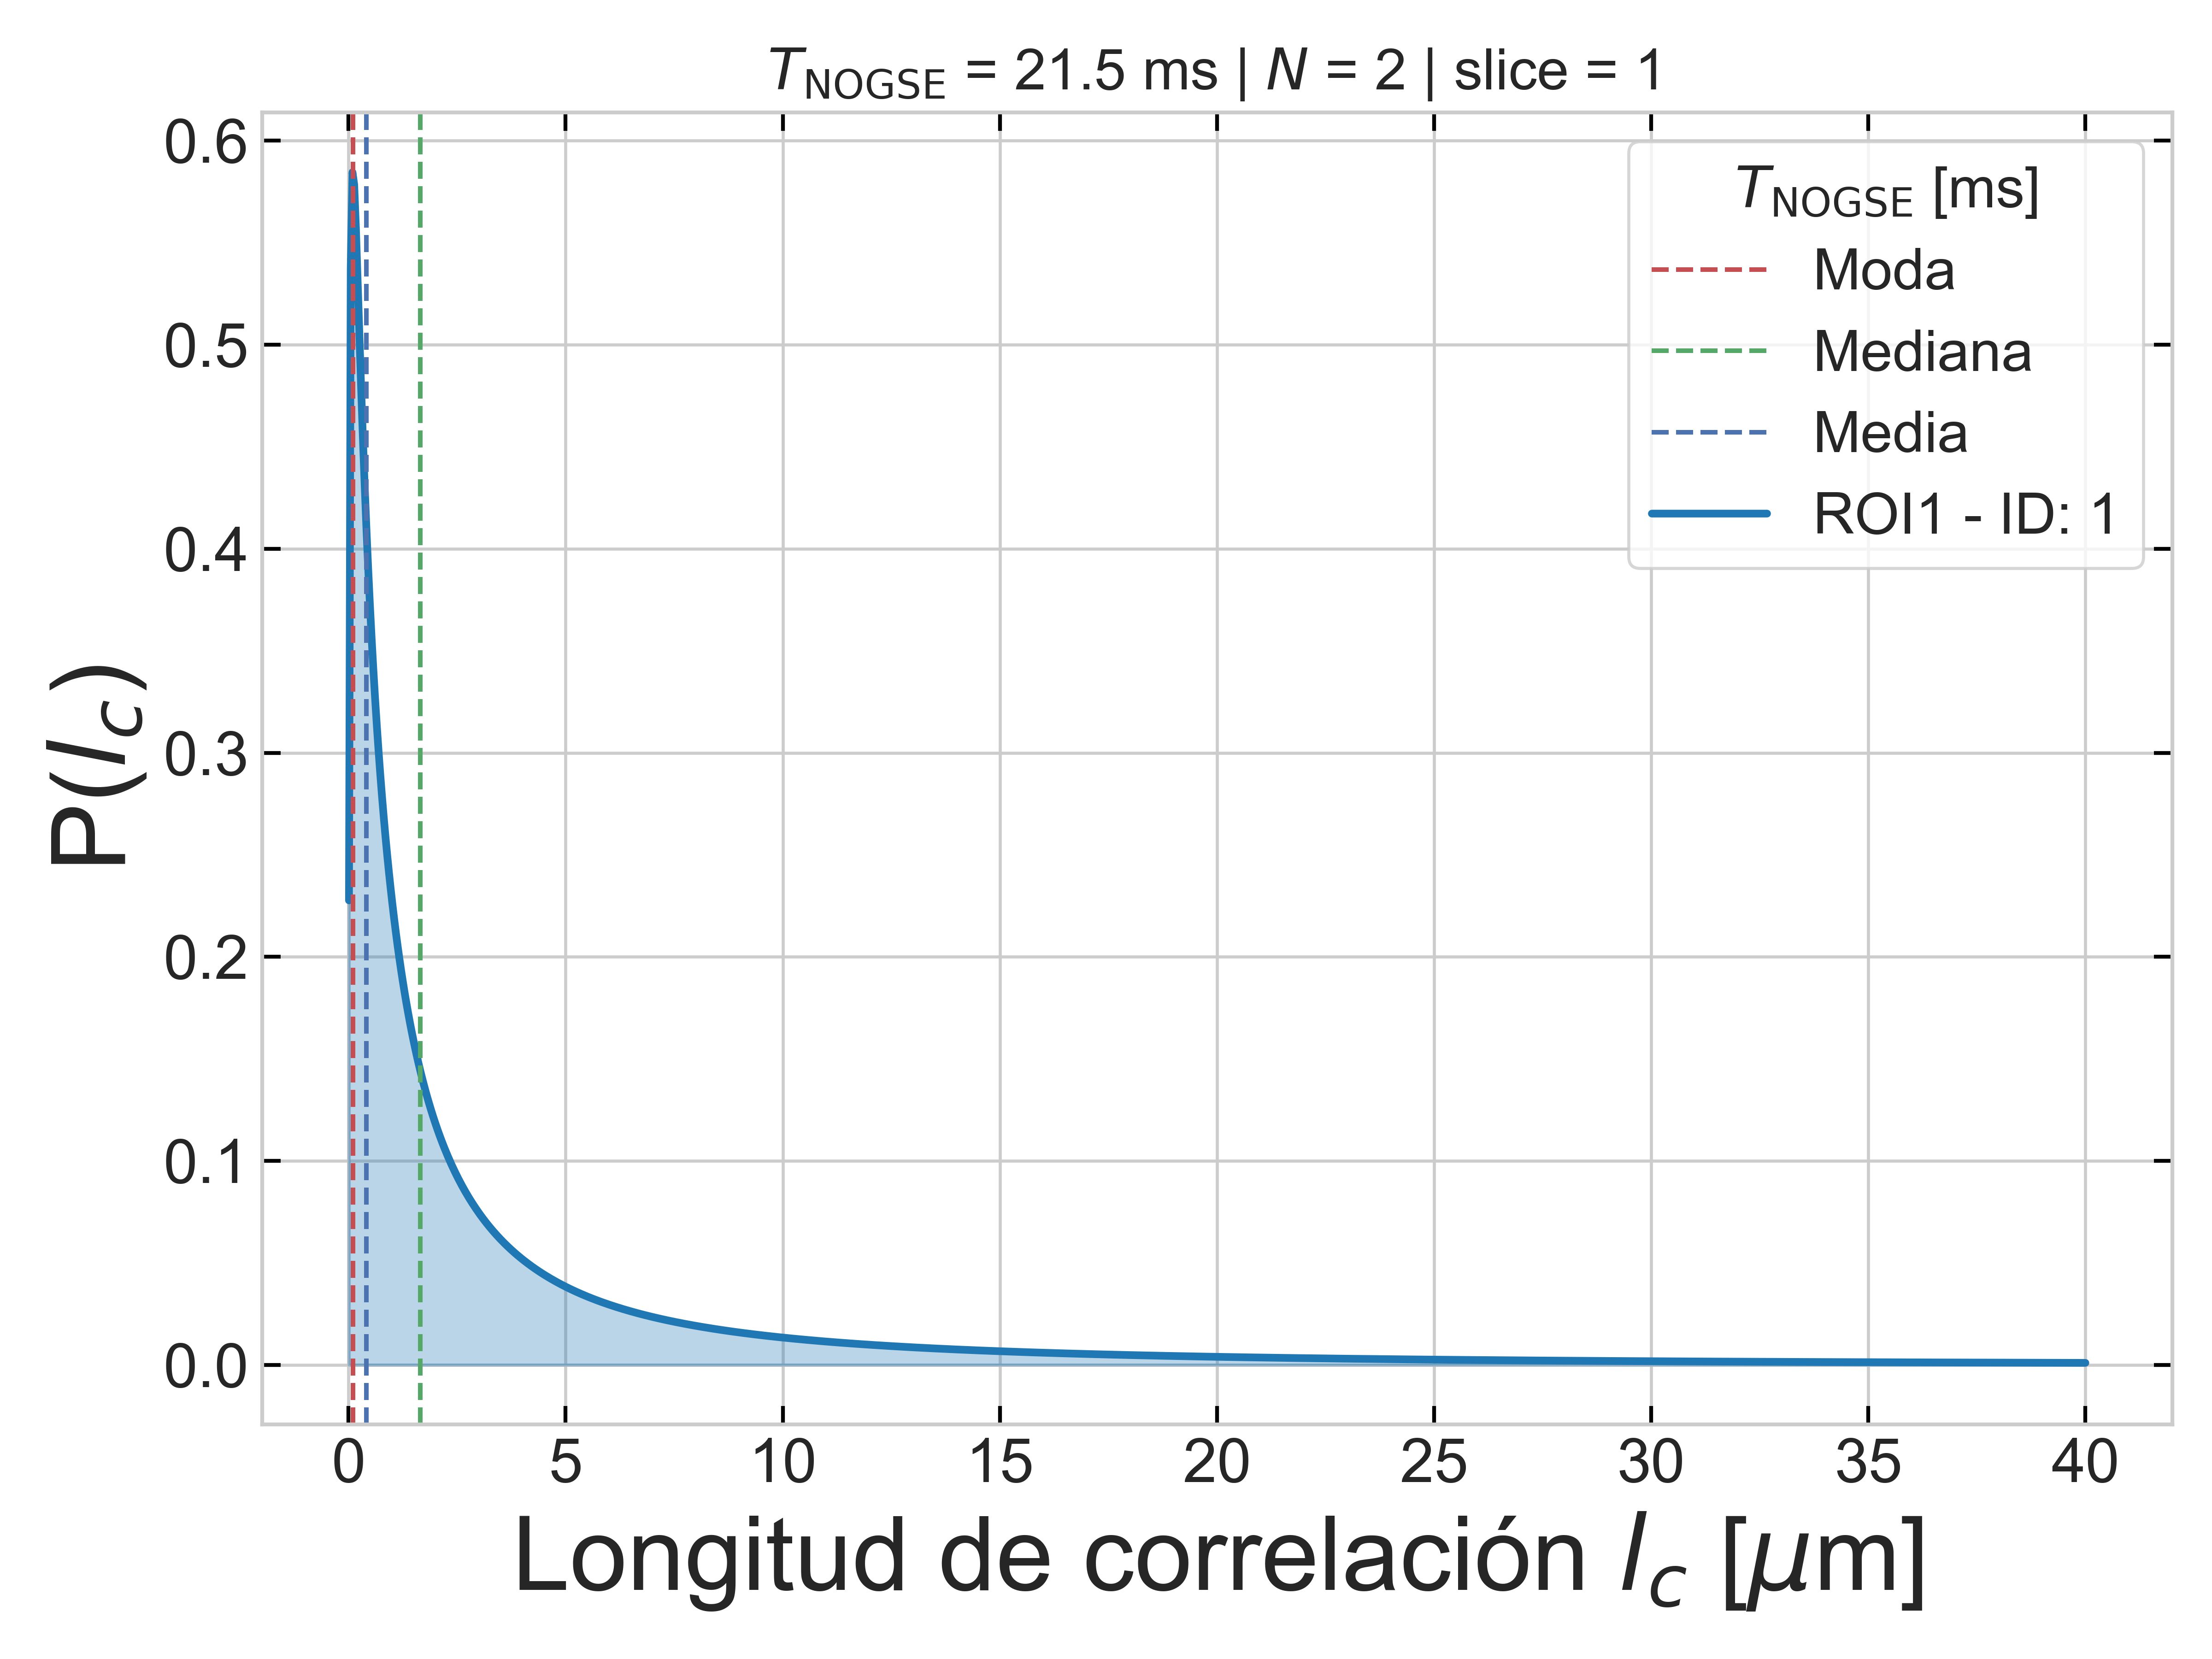 T_NOGSE = 21.5 ms | N = 2 | slice = 1
P(l_c)
0.6
0.5
0.4
0.3
0.2
0.1
0.0
T_NOGSE [ms]
Moda
Mediana
Media
ROI1 - ID: 1
0 5 10 15 20 25 30 35 40
Longitud de correlación l_c [μm]